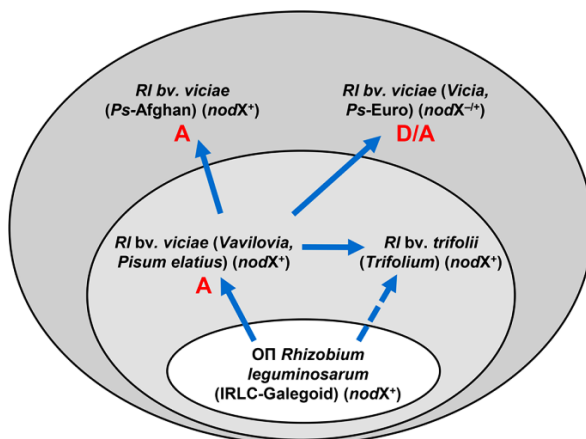 Rl bv. viciae
(Ps-Afghan) (nodX⁺)
A
Rl bv. viciae (Vicia,
Ps-Euro) (nodX⁻/⁺)
D/A
Rl bv. viciae (Vavilovia,
Pisum elatius) (nodX⁺)
A
Rl bv. trifolii
(Trifolium) (nodX⁺)
ОП Rhizobium
leguminosarum
(IRLC-Galegoid) (nodX⁺)